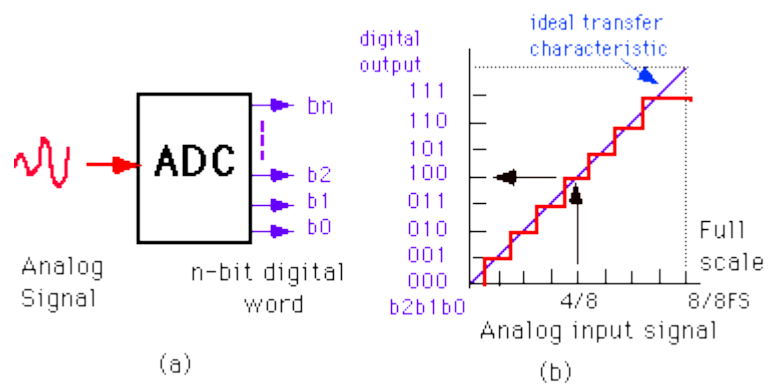 ADC
bn
b2
b1
b0
Analog
Signal
n-bit digital
word
(a)
digital
output
ideal transfer
characteristic
111
110
101
100
011
010
001
000
b2b1b0
4/8
8/8FS
Full
scale
Analog input signal
(b)